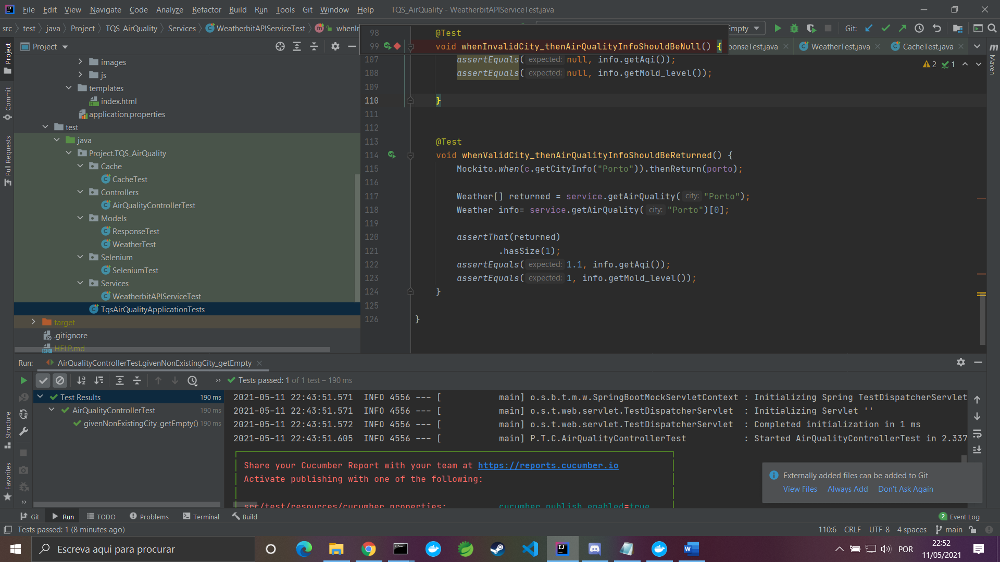 File Edit View Navigate Code Analyze Refactor Build Run Tools Git Window Help TQS_AirQuality - WeatherbitAPIServiceTest.java
src test java Project TQS_AirQuality Services WeatherbitAPIServiceTest whenIn
Empty Git:
Project
ponseTest.java WeatherTest.java CacheTest.java
98 @Test
99 void whenInvalidCity_thenAirQualityInfoShouldBeNull() {
107 assertEquals( expected: null, info.getAqi());
108 assertEquals( expected: null, info.getMold_level());
109
110 }
111
112
113 @Test
114 void whenValidCity_thenAirQualityInfoShouldBeReturned() {
115 Mockito.when(c.getCityInfo("Porto")).thenReturn(porto);
116
117 Weather[] returned = service.getAirQuality( city: "Porto");
118 Weather info= service.getAirQuality( city: "Porto")[0];
119
120 assertThat(returned)
121 .hasSize(1);
122 assertEquals( expected: 1.1, info.getAqi());
123 assertEquals( expected: 1, info.getMold_level());
124 }
125
126 }
2 1
Maven
Project
Commit
Pull Requests
Structure
Favorites
images
js
templates
index.html
application.properties
test
java
Project.TQS_AirQuality
Cache
CacheTest
Controllers
AirQualityControllerTest
Models
ResponseTest
WeatherTest
Selenium
SeleniumTest
Services
WeatherbitAPIServiceTest
TqsAirQualityApplicationTests
target
.gitignore
HELP.md
Run: AirQualityControllerTest.givenNonExistingCity_getEmpty
Tests passed: 1 of 1 test – 190 ms
Test Results 190 ms
AirQualityControllerTest 190 ms
givenNonExistingCity_getEmpty() 190 ms
2021-05-11 22:43:51.571 INFO 4556 --- [ main] o.s.b.t.m.w.SpringBootMockServletContext : Initializing Spring TestDispatcherServlet
2021-05-11 22:43:51.571 INFO 4556 --- [ main] o.s.t.web.servlet.TestDispatcherServlet : Initializing Servlet ''
2021-05-11 22:43:51.572 INFO 4556 --- [ main] o.s.t.web.servlet.TestDispatcherServlet : Completed initialization in 1 ms
2021-05-11 22:43:51.605 INFO 4556 --- [ main] P.T.C.AirQualityControllerTest : Started AirQualityControllerTest in 2.337
Share your Cucumber Report with your team at https://reports.cucumber.io
Activate publishing with one of the following:
src/test/resources/cucumber.properties: cucumber.publish.enabled=true
Externally added files can be added to Git
View Files Always Add Don't Ask Again
Git Run TODO Problems Terminal Build 2 Event Log
Tests passed: 1 (8 minutes ago) 110:6 CRLF UTF-8 4 spaces main
Escreva aqui para procurar
POR
22:52
11/05/2021